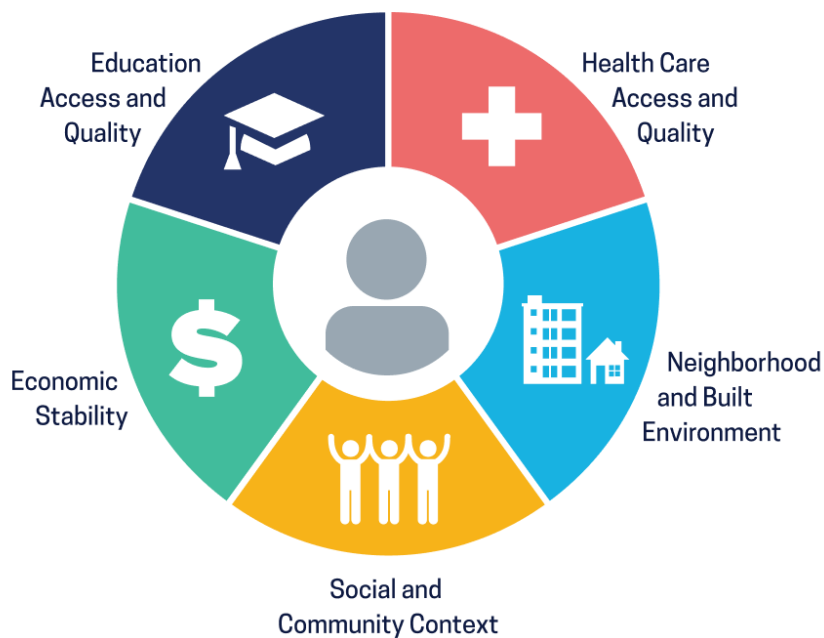 Education
Access and
Quality
Health Care
Access and
Quality
Economic
Stability
Neighborhood
and Built
Environment
Social and
Community Context